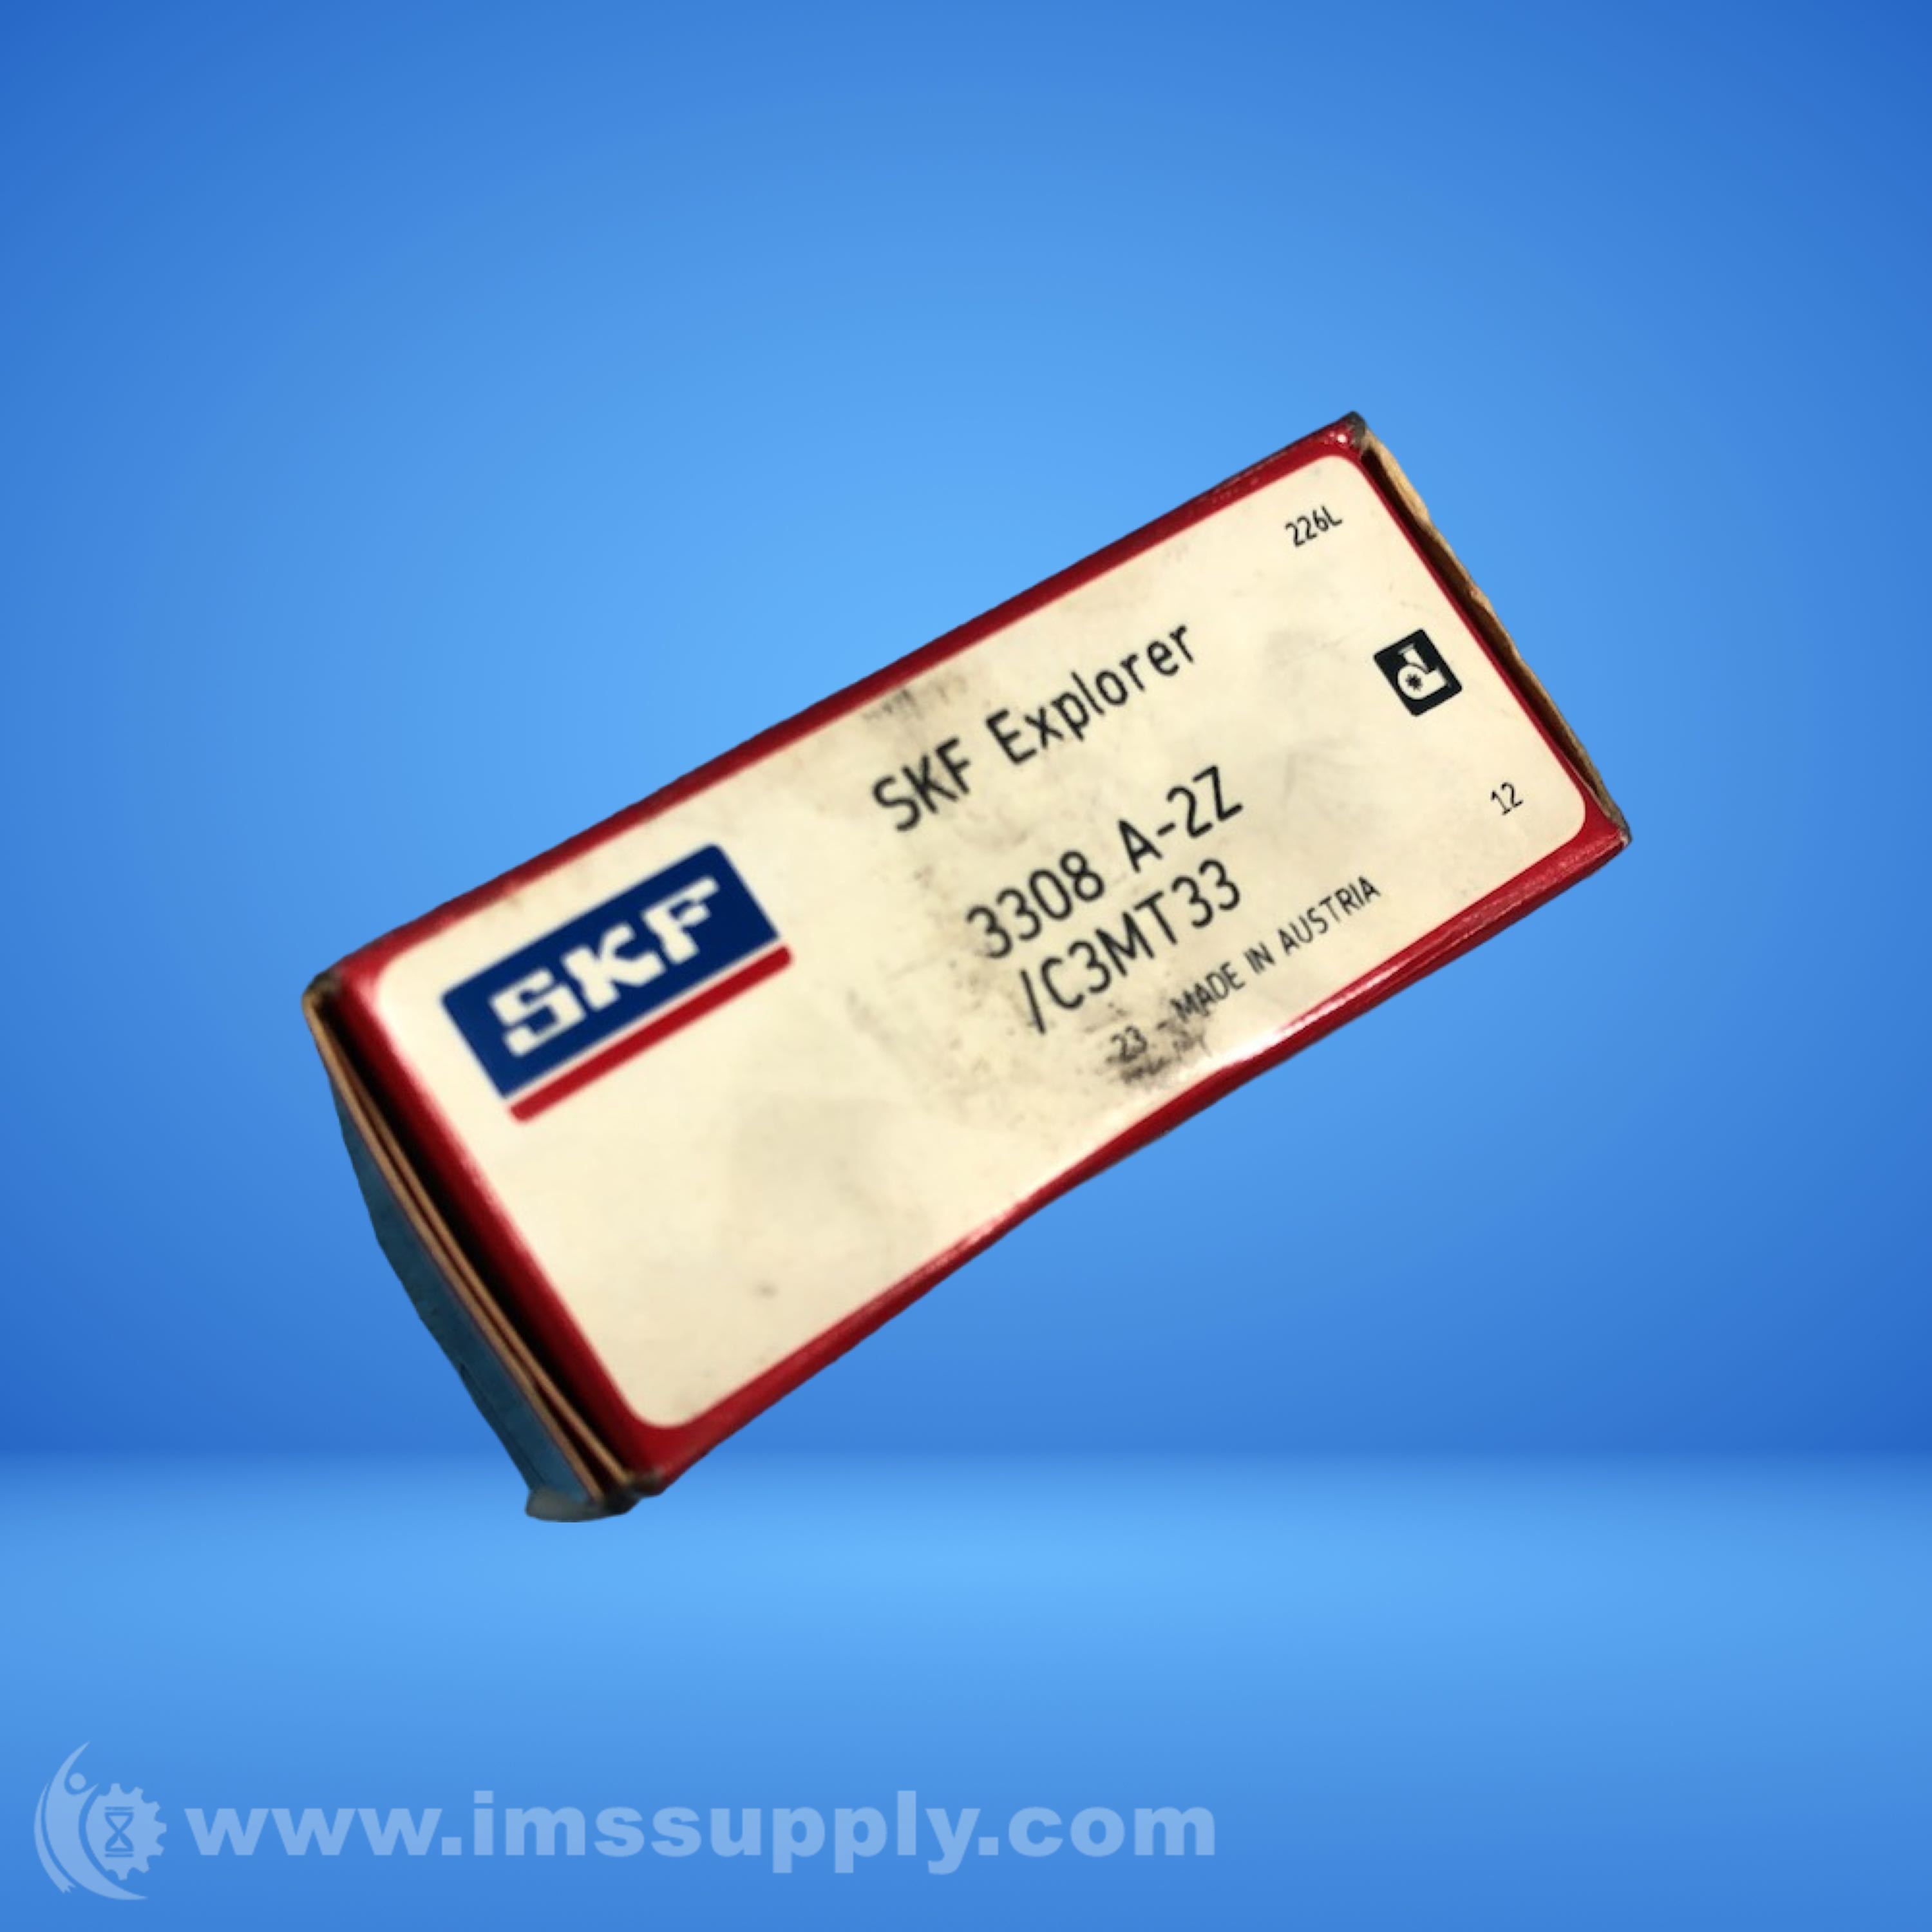 226L
SKF Explorer
SKF
3308 A-2Z
/C3MT33
12
23 - MADE IN AUSTRIA
www.imssupply.com